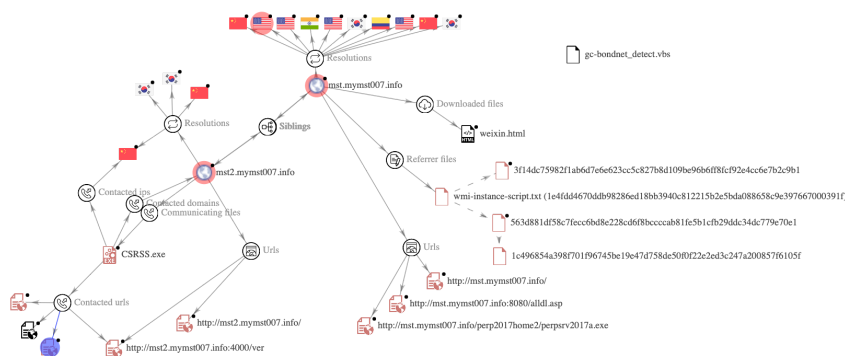 Resolutions
gc-bondnet_detect.vbs
mst.mymst007.info
Downloaded files
Resolutions
Siblings
weixin.html
Referrer files
3f14dc75982f1ab6d7e6e623cc5c827b8d109be96b6ff8fcf92e4cc6e7b2c9b1
mst2.mymst007.info
Contacted ips
wmi-instance-script.txt (1e4fdd4670ddb98286ed18bb3940c812215b2e5bda088658c9e397667000391f)
Contacted domains
Communicating files
563d881df58c7fecc6bd8e228cd6f8bccccab81fe5b1cfb29ddc34dc779e70e1
CSRSS.exe
Urls
Urls
1c496854a398f701f96745be19e47d758de50f0f22e2ed3c247a200857f6105f
http://mst.mymst007.info/
Contacted urls
http://mst.mymst007.info:8080/alldl.asp
http://mst2.mymst007.info/
http://mst.mymst007.info/perp2017home2/perpsrv2017a.exe
http://mst2.mymst007.info:4000/ver